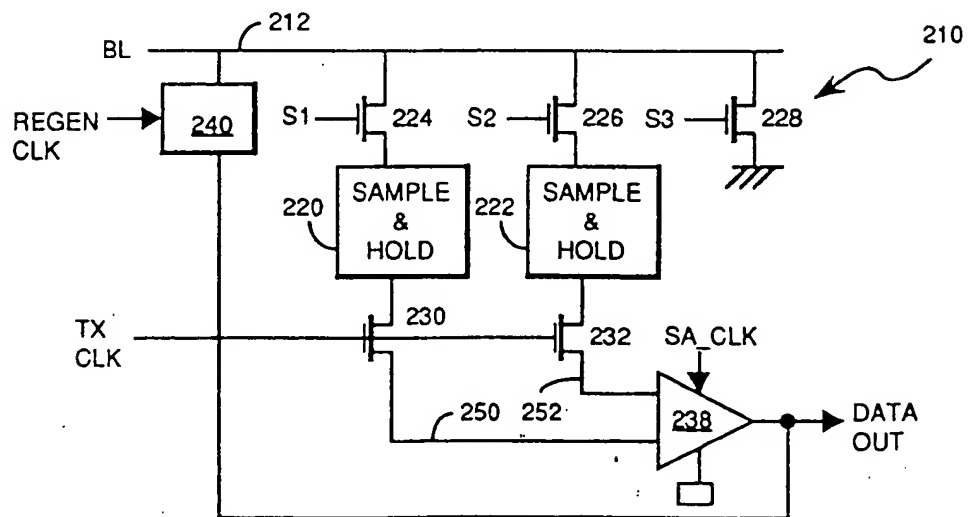 212
BL
210
REGEN
CLK
240
S1
224
S2
226
S3
228
220
SAMPLE
&
HOLD
222
SAMPLE
&
HOLD
TX
CLK
230
232
SA_CLK
250
252
238
DATA
OUT